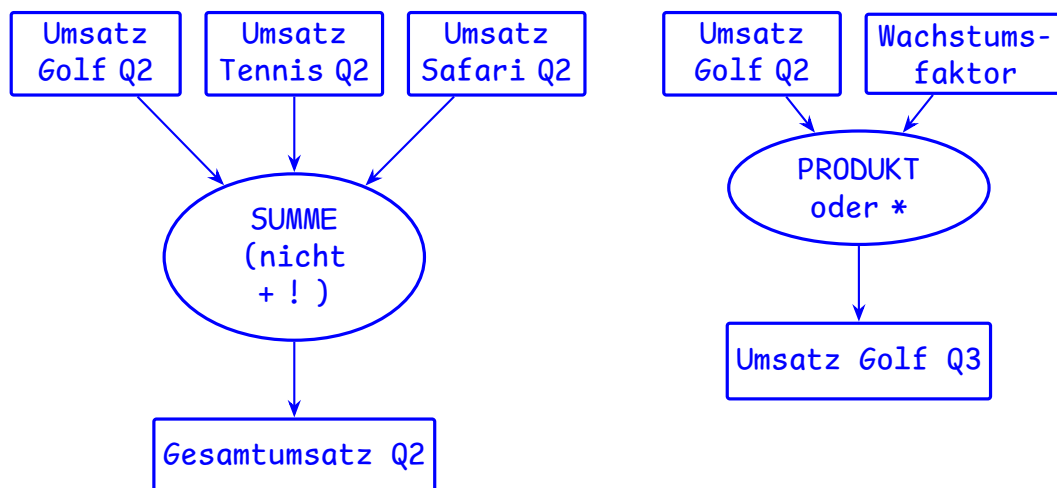 Umsatz
Golf Q2
Umsatz
Tennis Q2
Umsatz
Safari Q2
SUMME
(nicht
+ ! )
Gesamtumsatz Q2
Umsatz
Golf Q2
Wachstums-
faktor
PRODUKT
oder *
Umsatz Golf Q3